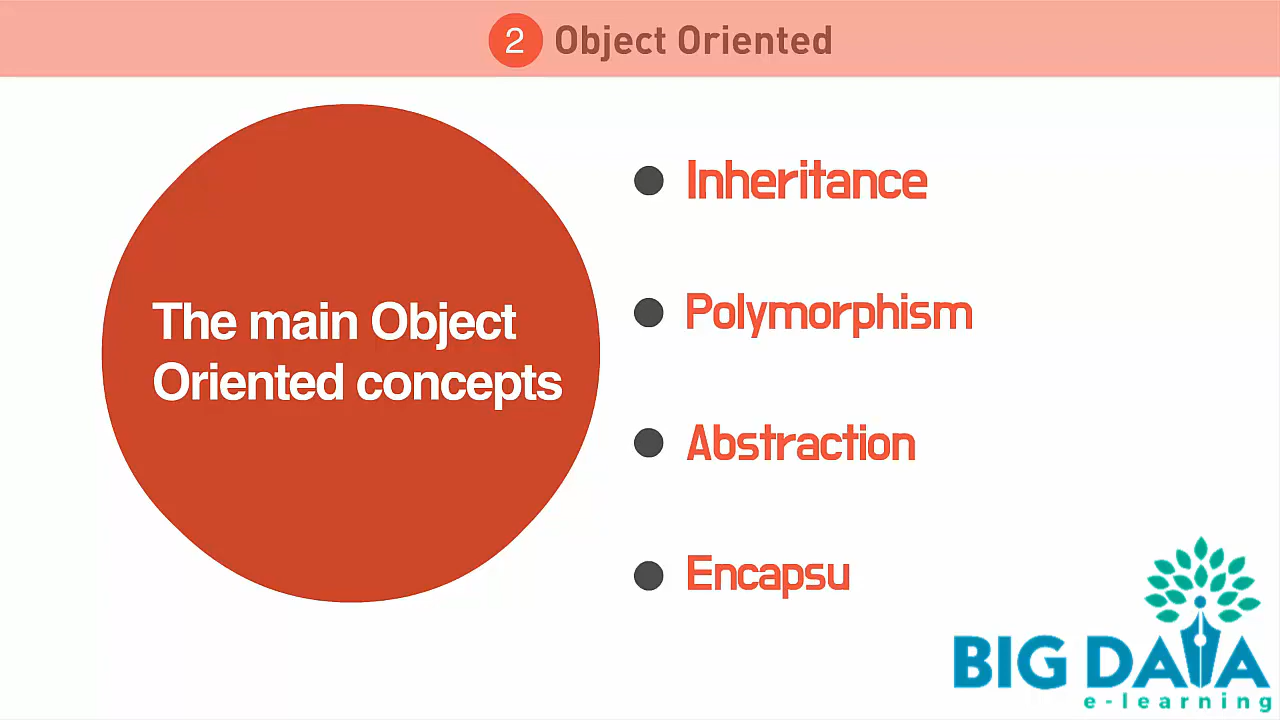 2 Object Oriented
The main Object
Oriented concepts
Inheritance
Polymorphism
Abstraction
Encapsu
BIG DATA
e-learning